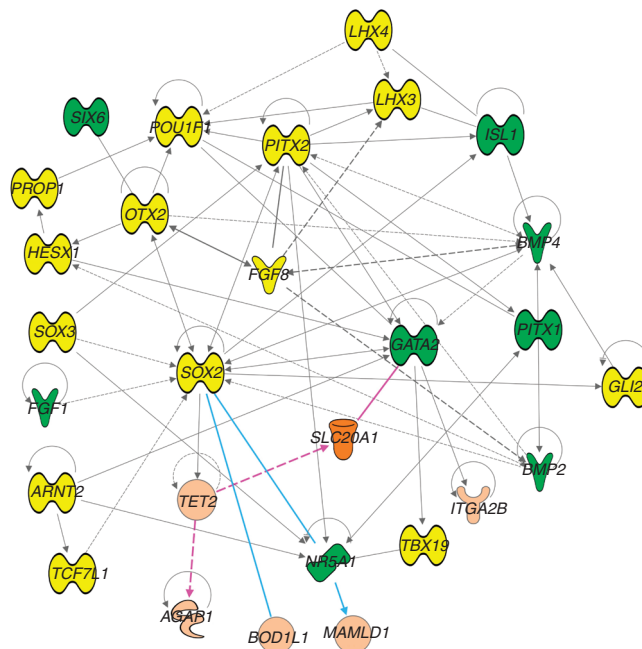 LHX4
LHX3
SIX6
POU1F1
PITX2
ISL1
PROP1
OTX2
HESX1
FGF8
BMP4
SOX3
GATA2
PITX1
SOX2
GLI2
FGF1
SLC20A1
BMP2
ARNT2
TET2
ITGA2B
TCF7L1
NR5A1
TBX19
AGAP1
BOD1L1
MAMLD1